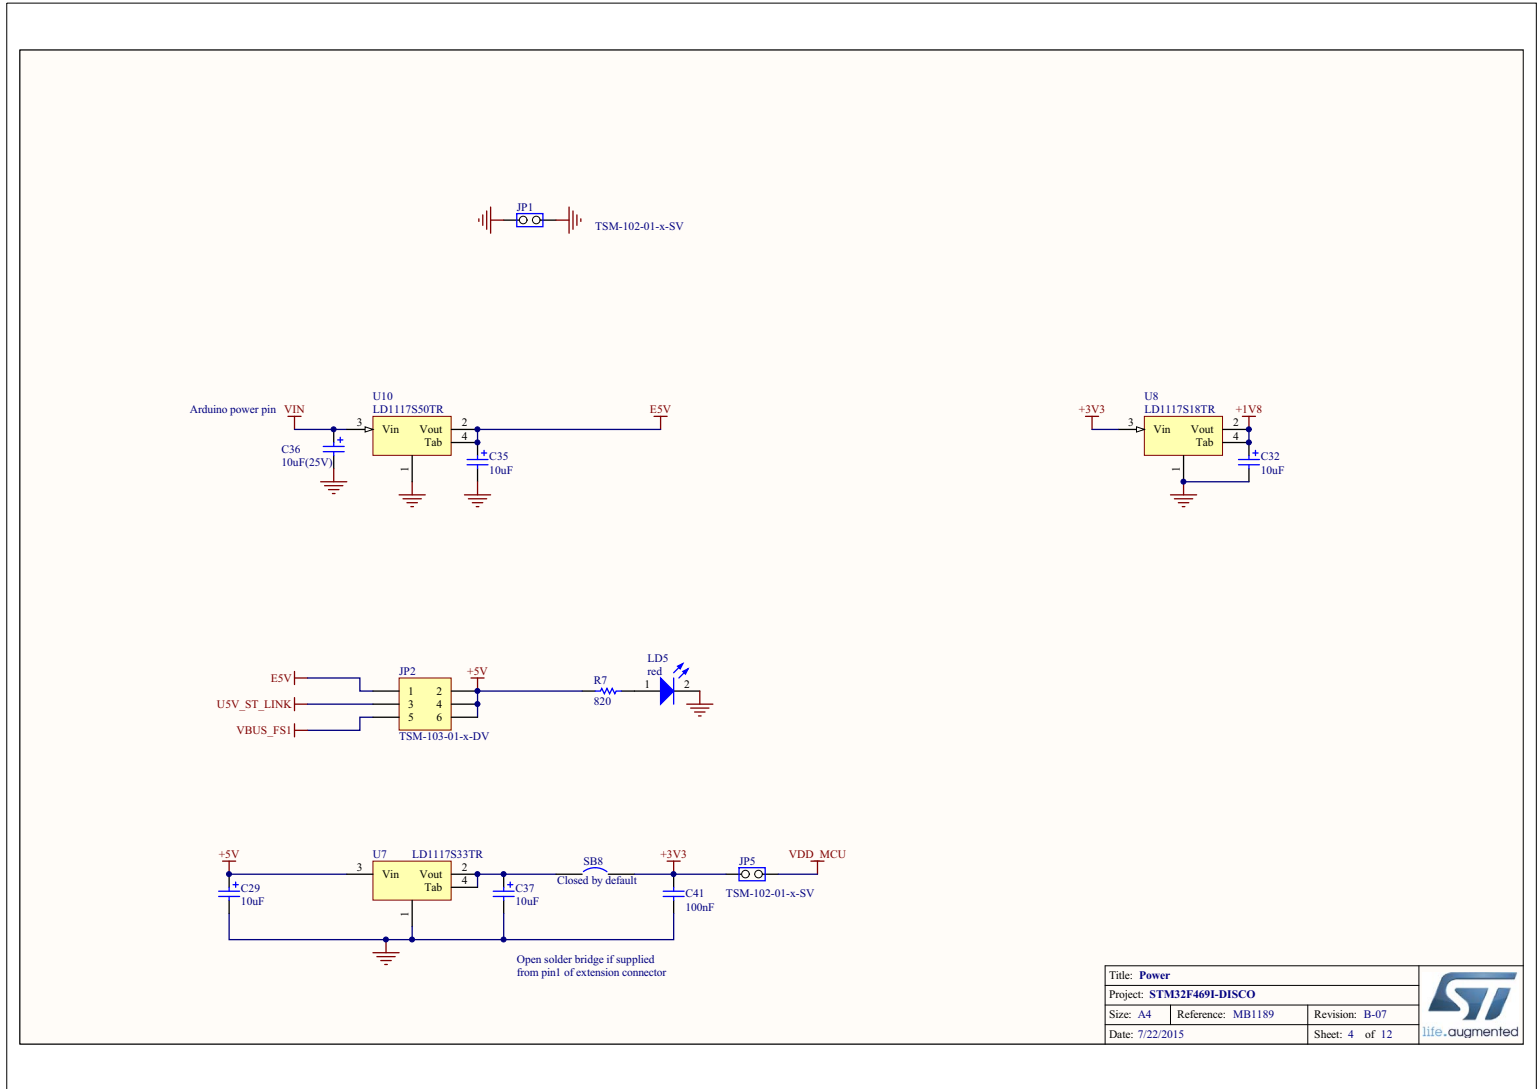 JP1
TSM-102-01-x-SV
U10
LD1117S50TR
Arduino power pin VIN
3 Vin Vout 2
Tab 4
1
E5V
C36
10uF(25V)
C35
10uF
U8
LD1117S18TR
+3V3
3 Vin Vout 2
Tab 4
1
+1V8
C32
10uF
JP2
E5V
U5V_ST_LINK
VBUS_FS1
1 2
3 4
5 6
TSM-103-01-x-DV
+5V
R7
820
LD5
red
1 2
+5V
U7 LD1117S33TR
3 Vin Vout 2
Tab 4
1
C29
10uF
C37
10uF
SB8
Closed by default
+3V3
C41
100nF
JP5
TSM-102-01-x-SV
VDD_MCU
Open solder bridge if supplied
from pin1 of extension connector
Title: Power
Project: STM32F469I-DISCO
Size: A4 Reference: MB1189 Revision: B-07
Date: 7/22/2015 Sheet: 4 of 12
ST
life.augmented